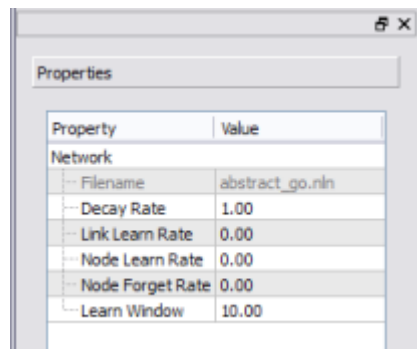 Properties
Property Value
Network
Filename abstract_go.nln
Decay Rate 1.00
Link Learn Rate 0.00
Node Learn Rate 0.00
Node Forget Rate 0.00
Learn Window 10.00